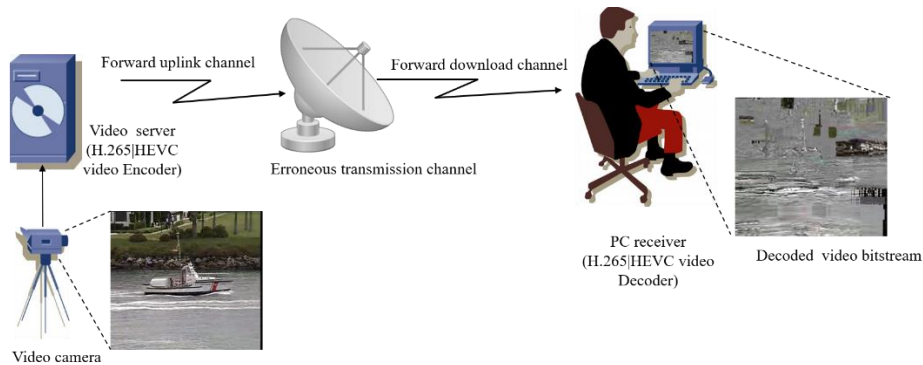 Forward uplink channel
Forward download channel
Video server
(H.265|HEVC
video Encoder)
Erroneous transmission channel
PC receiver
(H.265|HEVC video
Decoder)
Decoded video bitstream
Video camera